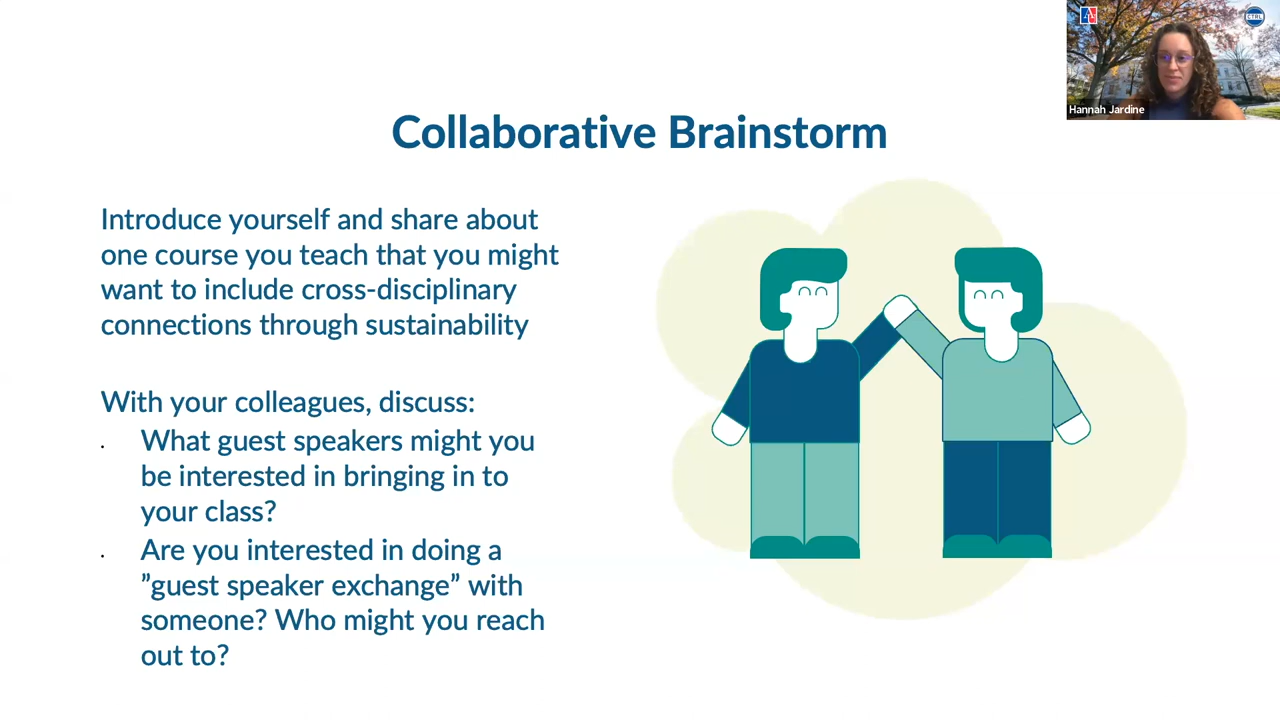 CTRL
Hannah Jardine
Collaborative Brainstorm
Introduce yourself and share about
one course you teach that you might
want to include cross-disciplinary
connections through sustainability
With your colleagues, discuss:
· What guest speakers might you
be interested in bringing in to
your class?
· Are you interested in doing a
”guest speaker exchange” with
someone? Who might you reach
out to?